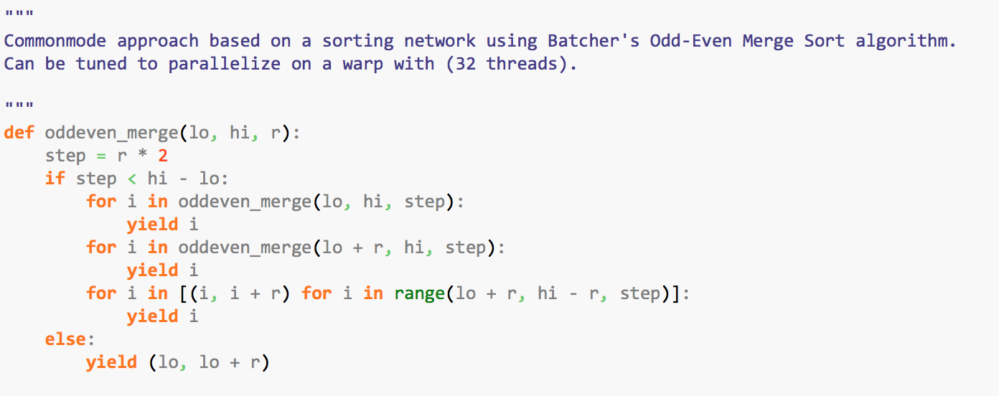 """
Commonmode approach based on a sorting network using Batcher's Odd-Even Merge Sort algorithm.
Can be tuned to parallelize on a warp with (32 threads).
"""
def oddeven_merge(lo, hi, r):
    step = r * 2
    if step < hi - lo:
        for i in oddeven_merge(lo, hi, step):
            yield i
        for i in oddeven_merge(lo + r, hi, step):
            yield i
        for i in [(i, i + r) for i in range(lo + r, hi - r, step)]:
            yield i
    else:
        yield (lo, lo + r)